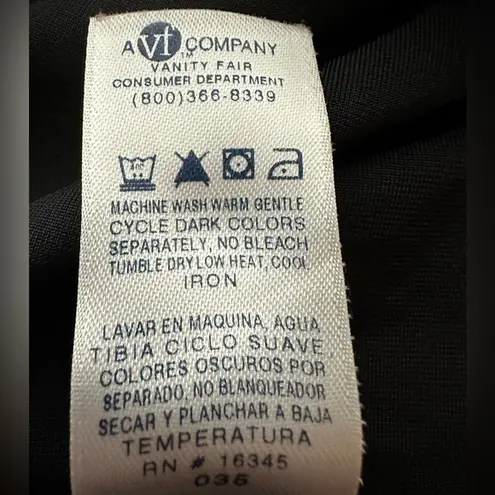 A vf™ COMPANY
VANITY FAIR
CONSUMER DEPARTMENT
(800)366-8339
40C
MACHINE WASH WARM GENTLE
CYCLE DARK COLORS
SEPARATELY, NO BLEACH
TUMBLE DRY LOW HEAT, COOL
IRON
LAVAR EN MAQUINA, AGUA
TIBIA CICLO SUAVE
COLORES OSCUROS POR
SEPARADO, NO BLANQUEADOR
SECAR Y PLANCHAR A BAJA
TEMPERATURA
RN # 16345
036